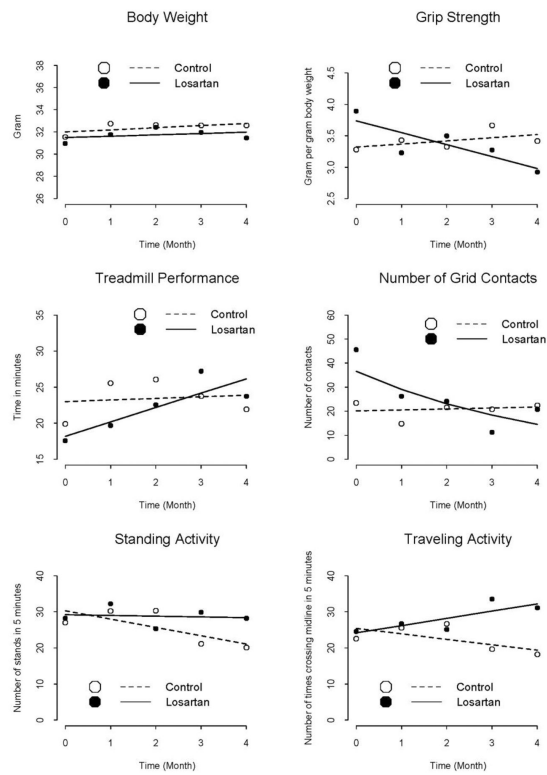 Body Weight
Gram
38
36
34
32
30
28
26
Control
Losartan
0 1 2 3 4
Time (Month)
Grip Strength
Gram per gram body weight
4.5
4.0
3.5
3.0
2.5
Control
Losartan
0 1 2 3 4
Time (Month)
Treadmill Performance
Time in minutes
35
30
25
20
15
Control
Losartan
0 1 2 3 4
Time (Month)
Number of Grid Contacts
Number of contacts
60
50
40
30
20
10
0
Control
Losartan
0 1 2 3 4
Time (Month)
Standing Activity
Number of stands in 5 minutes
40
30
20
10
0
Control
Losartan
0 1 2 3 4
Time (Month)
Traveling Activity
Number of times crossing midline in 5 minutes
40
30
20
10
0
Control
Losartan
0 1 2 3 4
Time (Month)